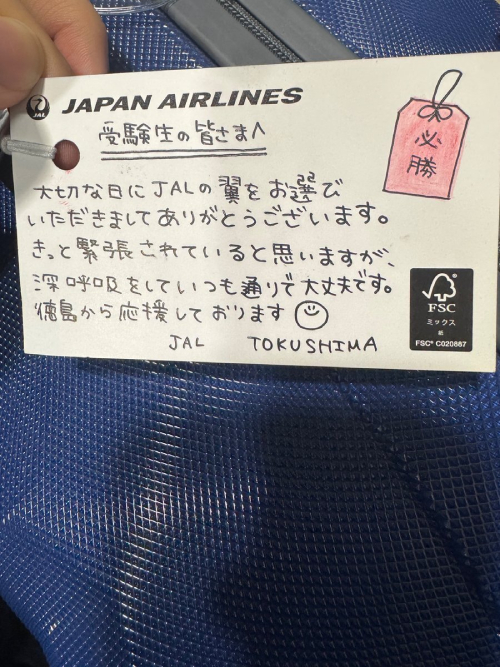 JAL
JAPAN AIRLINES
受験生の皆さまへ
必勝
大切な日にJALの翼をお選び
いただきましてありがとうございます。
きっと緊張されていると思いますが、
深呼吸をしていつも通りで大丈夫です。
徳島から応援しております
JAL TOKUSHIMA
FSC
ミックス
紙
FSC® C020887